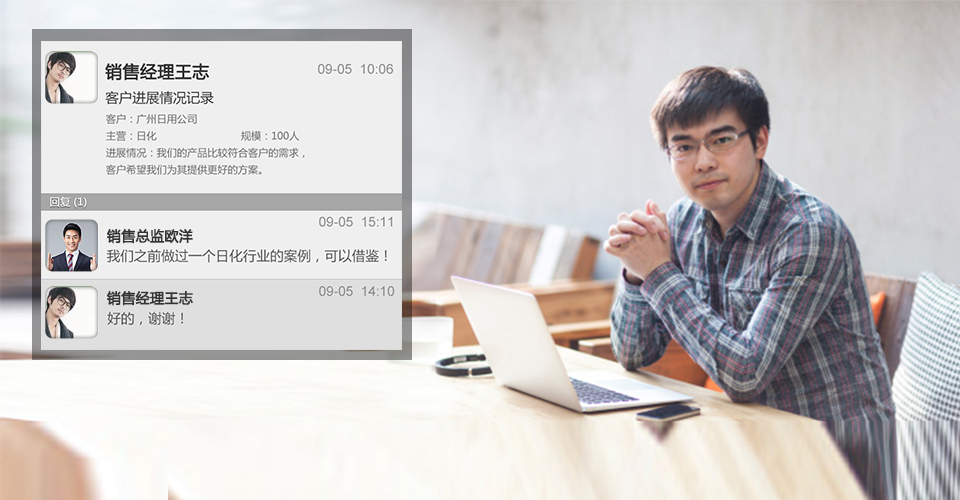 销售经理王志
09-05 10:06
客户进展情况记录
客户：广州日用公司
主营：日化 规模：100人
进展情况：我们的产品比较符合客户的需求，
客户希望我们为其提供更好的方案。
回复 (1)
09-05 15:11
销售总监欧洋
我们之前做过一个日化行业的案例，可以借鉴！
销售经理王志
09-05 14:10
好的，谢谢！